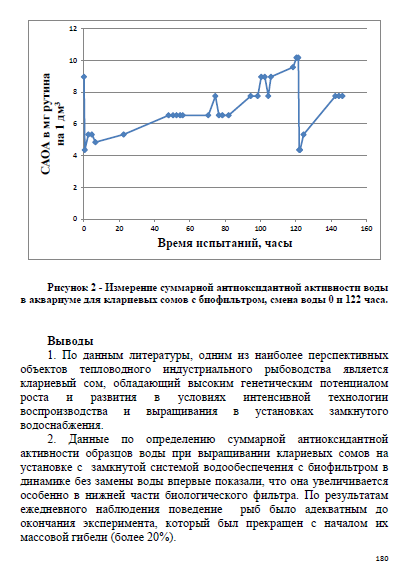 12
10
8
6
4
2
0
САОА в мг рутина
на 1 дм³
0 20 40 60 80 100 120 140 160
Время испытаний, часы
Рисунок 2 - Измерение суммарной антиоксидантной активности воды
в аквариуме для клариевых сомов с биофильтром, смена воды 0 и 122 часа.
Выводы
1. По данным литературы, одним из наиболее перспективных
объектов тепловодного индустриального рыбоводства является
клариевый сом, обладающий высоким генетическим потенциалом
роста и развития в условиях интенсивной технологии
воспроизводства и выращивания в установках замкнутого
водоснабжения.
2. Данные по определению суммарной антиоксидантной
активности образцов воды при выращивании клариевых сомов на
установке с замкнутой системой водообеспечения с биофильтром в
динамике без замены воды впервые показали, что она увеличивается
особенно в нижней части биологического фильтра. По результатам
ежедневного наблюдения поведение рыб было адекватным до
окончания эксперимента, который был прекращен с началом их
массовой гибели (более 20%).
180